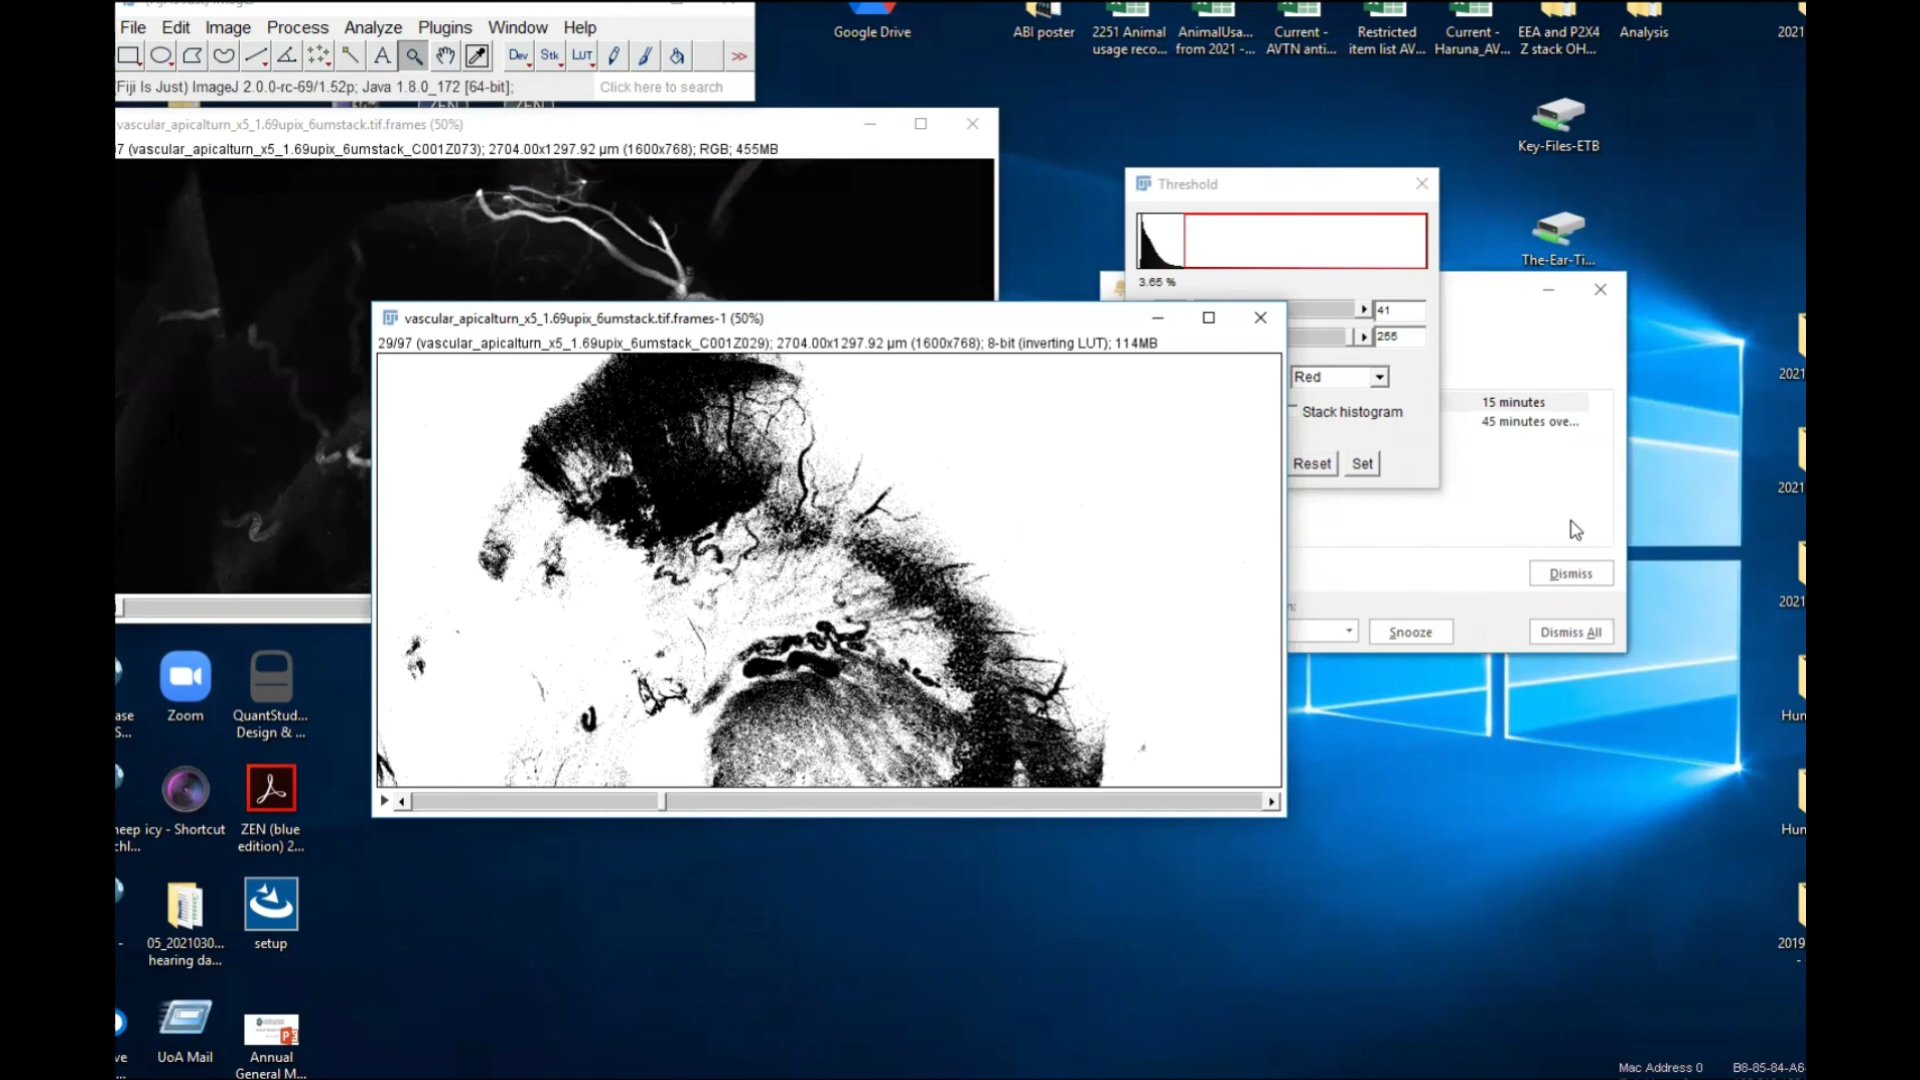 File Edit Image Process Analyze Plugins Window Help
Dev Stk LUT
(Fiji Is Just) ImageJ 2.0.0-rc-69/1.52p; Java 1.8.0_172 [64-bit];
Click here to search
Google Drive
ABI poster
2251 Animal
usage reco...
AnimalUsa...
from 2021 -...
Current -
AVTN anti...
Restricted
item list AV...
Current -
Haruna_AV...
EEA and P2X4
Z stack OH...
Analysis
2021
vascular_apicalturn_x5_1.69upix_6umstack.tif.frames (50%)
7 (vascular_apicalturn_x5_1.69upix_6umstack_C001Z073); 2704.00x1297.92 µm (1600x768); RGB; 455MB
Key-Files-ETB
The-Ear-Ti...
Threshold
3.65 %
41
255
Red
Stack histogram
Reset
Set
15 minutes
45 minutes ove...
Dismiss
n:
Snooze
Dismiss All
vascular_apicalturn_x5_1.69upix_6umstack.tif.frames-1 (50%)
29/97 (vascular_apicalturn_x5_1.69upix_6umstack_C001Z029); 2704.00x1297.92 µm (1600x768); 8-bit (inverting LUT); 114MB
2021
2021
2021
Hun
Hun
2019
-
ase
S...
Zoom
QuantStud...
Design & ...
heep
chl...
icy - Shortcut
ZEN (blue
edition) 2...
-
05_2021030...
hearing da...
setup
ve
...
UoA Mail
Annual
General M...
Mac Address 0 B8-85-84-A6-